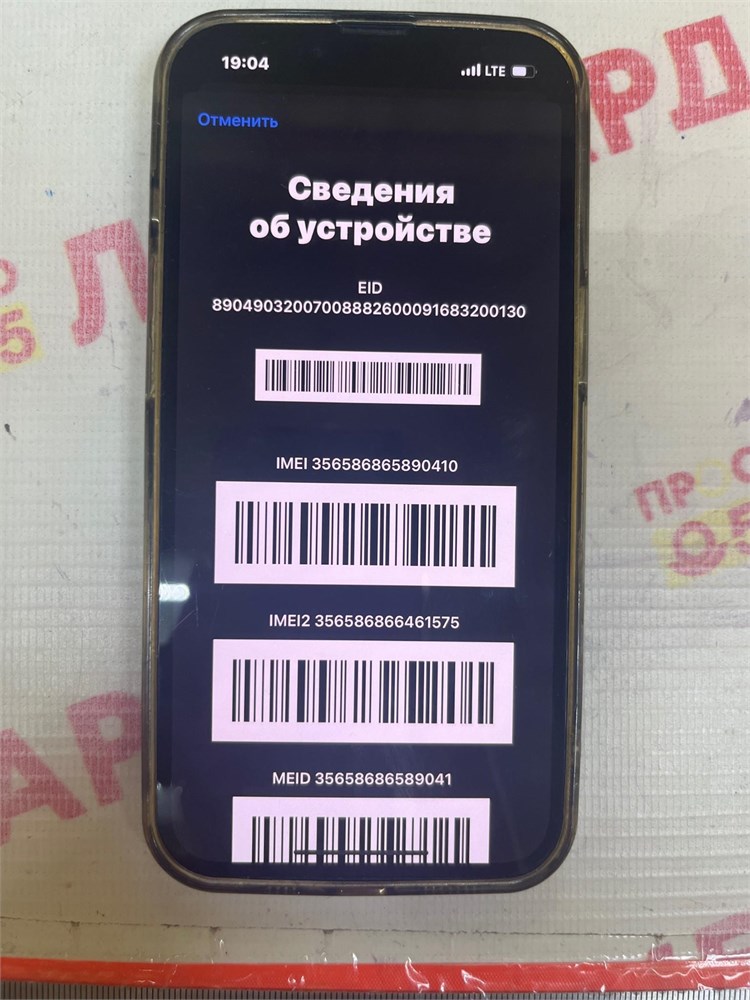 19:04
LTE
Отменить
Сведения
об устройстве
EID
89049032007008882600091683200130
IMEI 356586865890410
IMEI2 356586866461575
MEID 35658686589041